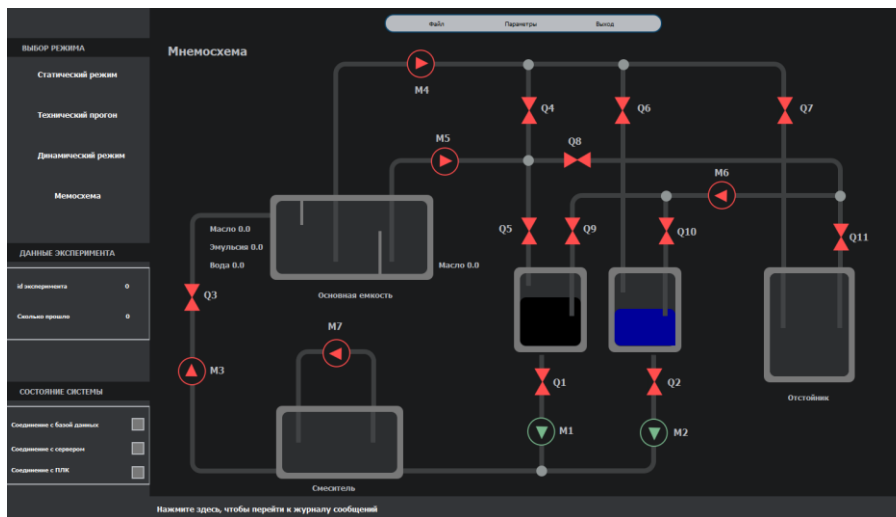 Файл Параметры Выход
ВЫБОР РЕЖИМА
Статический режим
Технический прогон
Динамический режим
Мемосхема
ДАННЫЕ ЭКСПЕРИМЕНТА
id эксперимента 0
Сколько прошло 0
СОСТОЯНИЕ СИСТЕМЫ
Соединение с базой данных
Соединение с сервером
Соединение с ПЛК
Мнемосхема
M4
Q4
Q6
Q7
M5
Q8
M6
Масло 0.0
Эмульсия 0.0
Вода 0.0
Масло 0.0
Основная емкость
Q5
Q9
Q10
Q11
Q3
M7
M3
Q1
Q2
Отстойник
M1
M2
Смеситель
Нажмите здесь, чтобы перейти к журналу сообщений